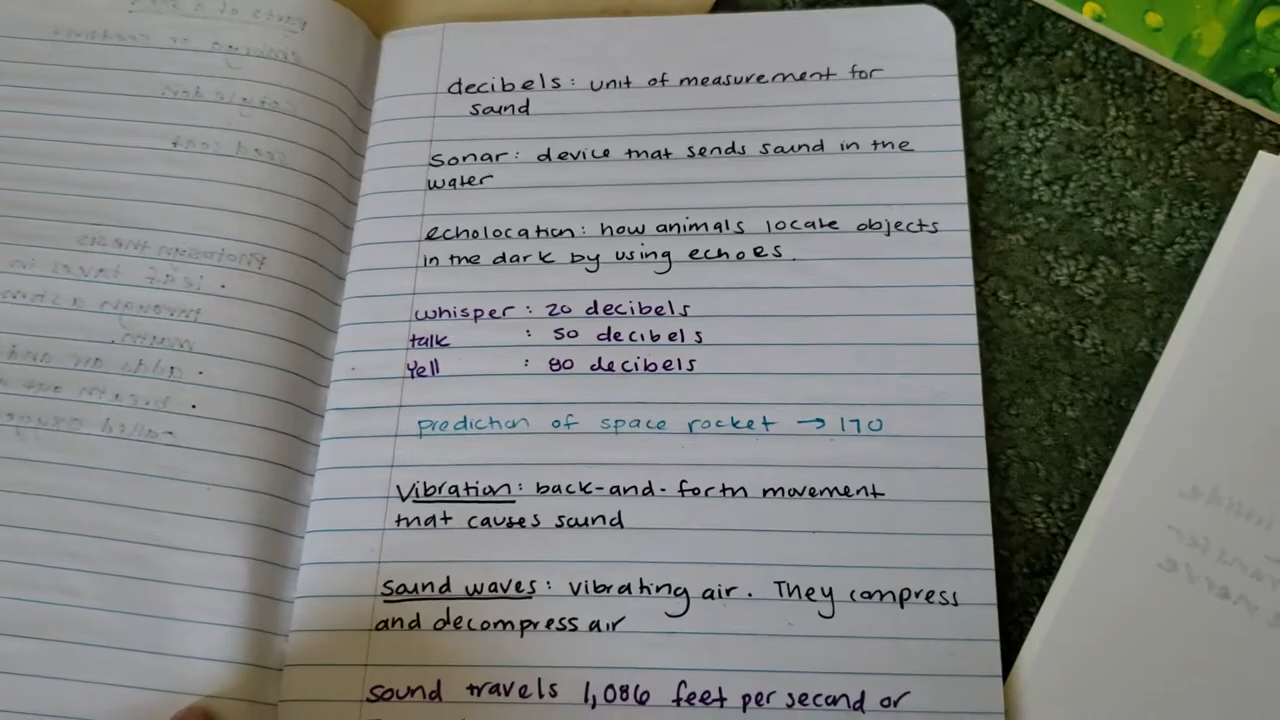 decibels: unit of measurement for
sound
sonar: device that sends sound in the
water
echolocation: how animals locate objects
in the dark by using echoes.
whisper : 20 decibels
talk : 50 decibels
Yell : 80 decibels
prediction of space rocket → 170
Vibration: back-and-forth movement
that causes sound
sound waves: vibrating air. They compress
and decompress air
sound travels 1,086 feet per second or